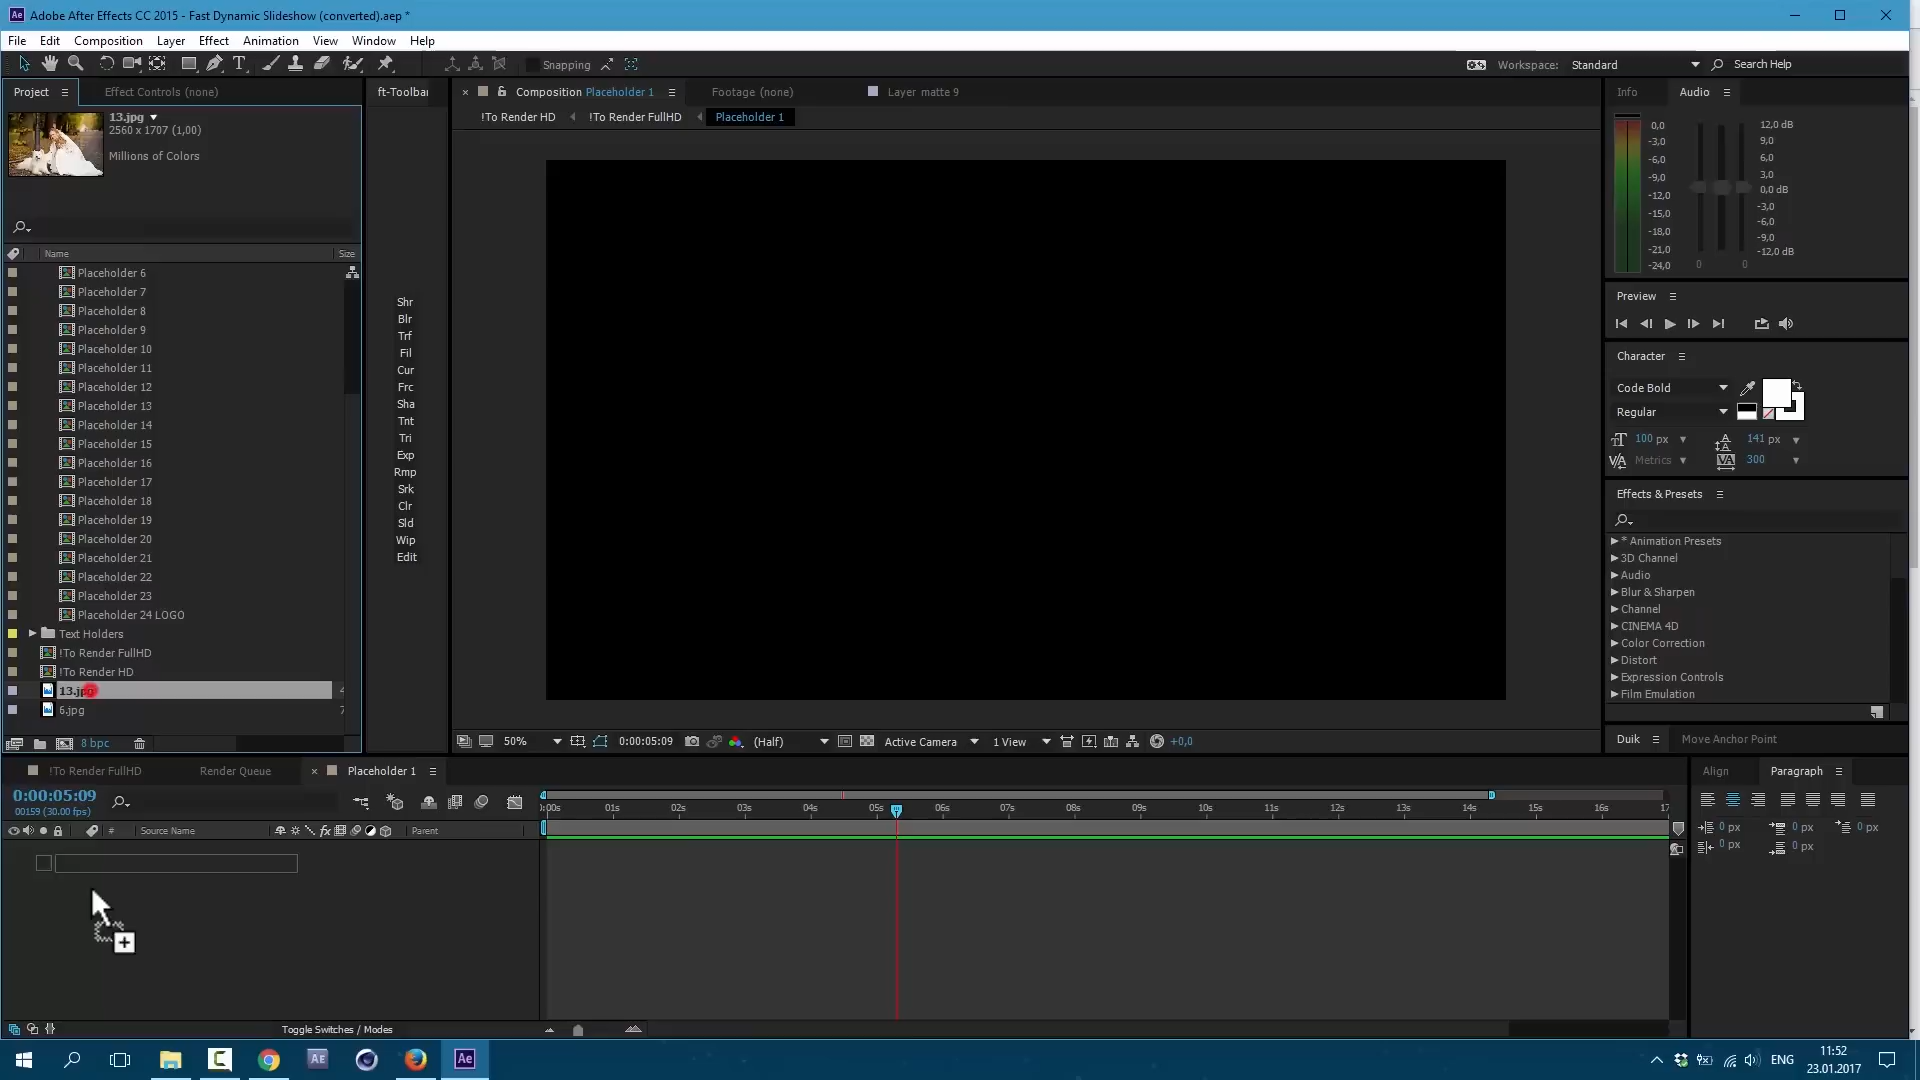 Adobe After Effects CC 2015 - Fast Dynamic Slideshow (converted).aep *
File Edit Composition Layer Effect Animation View Window Help
Snapping
Workspace: Standard
Search Help
Project
Effect Controls (none)
13.jpg
2560 x 1707 (1,00)
Millions of Colors
Name Size
Placeholder 6
Placeholder 7
Placeholder 8
Placeholder 9
Placeholder 10
Placeholder 11
Placeholder 12
Placeholder 13
Placeholder 14
Placeholder 15
Placeholder 16
Placeholder 17
Placeholder 18
Placeholder 19
Placeholder 20
Placeholder 21
Placeholder 22
Placeholder 23
Placeholder 24 LOGO
Text Holders
!To Render FullHD
!To Render HD
13.jpg 4
6.jpg 7
8 bpc
ft-Toolbar
Shr
Blr
Trf
Fil
Cur
Frc
Sha
Tnt
Tri
Exp
Rmp
Srk
Clr
Sld
Wip
Edit
Composition Placeholder 1
Footage (none)
Layer matte 9
!To Render HD
!To Render FullHD
Placeholder 1
50%
0:00:05:09
(Half)
Active Camera
1 View
+0,0
Info
Audio
0,0
-3,0
-6,0
-9,0
-12,0
-15,0
-18,0
-21,0
-24,0
12,0 dB
9,0
6,0
3,0
0,0 dB
-3,0
-6,0
-9,0
-12,0 dB
0 0
Preview
Character
Code Bold
Regular
100 px
141 px
Metrics
300
Effects & Presets
* Animation Presets
3D Channel
Audio
Blur & Sharpen
Channel
CINEMA 4D
Color Correction
Distort
Expression Controls
Film Emulation
Duik
Move Anchor Point
!To Render FullHD
Render Queue
Placeholder 1
0:00:05:09
00159 (30.00 fps)
# Source Name
fx
Parent
:00s 01s 02s 03s 04s 05s 06s 07s 08s 09s 10s 11s 12s 13s 14s 15s 16s 17
Toggle Switches / Modes
Align
Paragraph
0 px
0 px
0 px
0 px
0 px
Ae
Ae
ENG
11:52
23.01.2017